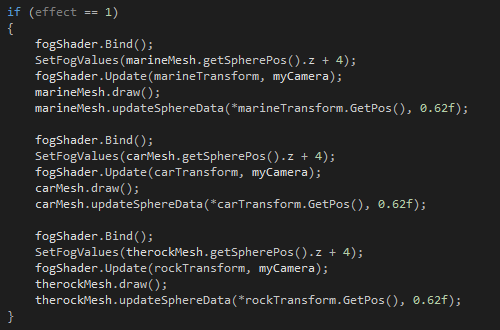 if (effect == 1)
{
fogShader.Bind();
SetFogValues(marineMesh.getSpherePos().z + 4);
fogShader.Update(marineTransform, myCamera);
marineMesh.draw();
marineMesh.updateSphereData(*marineTransform.GetPos(), 0.62f);
fogShader.Bind();
SetFogValues(carMesh.getSpherePos().z + 4);
fogShader.Update(carTransform, myCamera);
carMesh.draw();
carMesh.updateSphereData(*carTransform.GetPos(), 0.62f);
fogShader.Bind();
SetFogValues(therockMesh.getSpherePos().z + 4);
fogShader.Update(rockTransform, myCamera);
therockMesh.draw();
therockMesh.updateSphereData(*rockTransform.GetPos(), 0.62f);
}